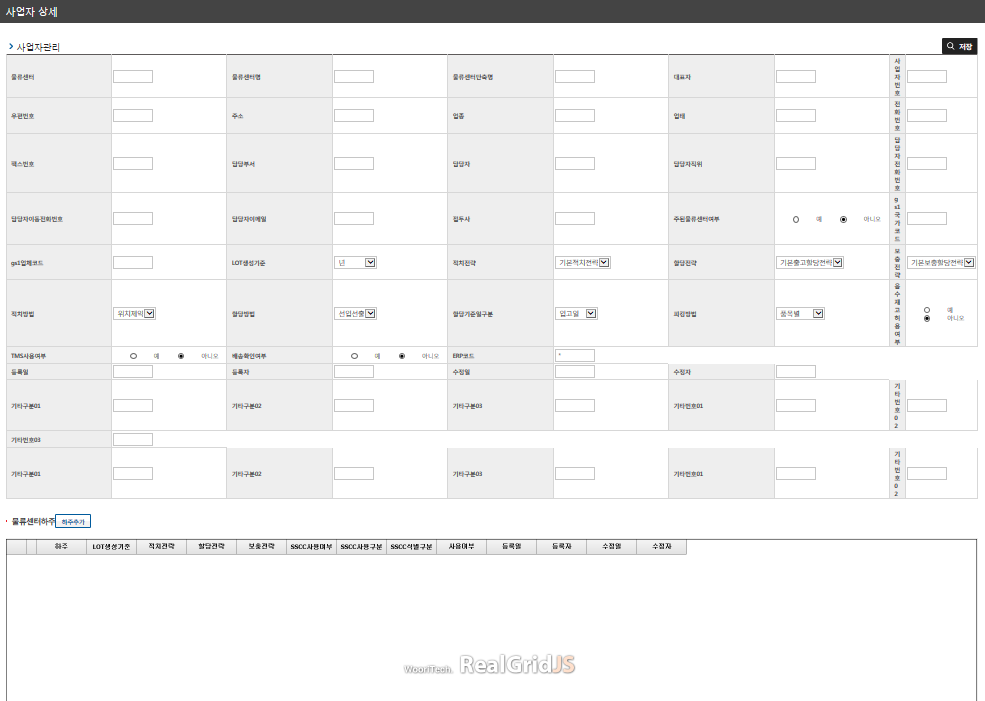 사업자 상세
사업자관리
저장
물류센터 물류센터명 물류센터단축명 대표자 사업자번호
우편번호 주소 업종 업태 전화번호
팩스번호 담당부서 담당자 담당자직위 담당자전화번호
담당자이동전화번호 담당자이메일 접두사 주된물류센터여부 예 아니오 gs1국가코드
gs1업체코드 LOT생성기준 년 적치전략 기본적치전략 할당전략 기본출고할당전략 보충전략 기본보충할당전략
적치방법 위치제약 할당방법 선입선출 할당기준일구분 입고일 피킹방법 품목별 음수재고허용여부 예 아니오
TMS사용여부 예 아니오 배송확인여부 예 아니오 ERP코드 *
등록일 등록자 수정일 수정자
기타구분01 기타구분02 기타구분03 기타번호01 기타번호02
기타번호03
기타구분01 기타구분02 기타구분03 기타번호01 기타번호02
물류센터하주 하주추가
하주 LOT생성기준 적치전략 할당전략 보충전략 SSCC사용여부 SSCC사용구분 SSCC식별구분 사용여부 등록일 등록자 수정일 수정자
WooriTech. RealGridJS